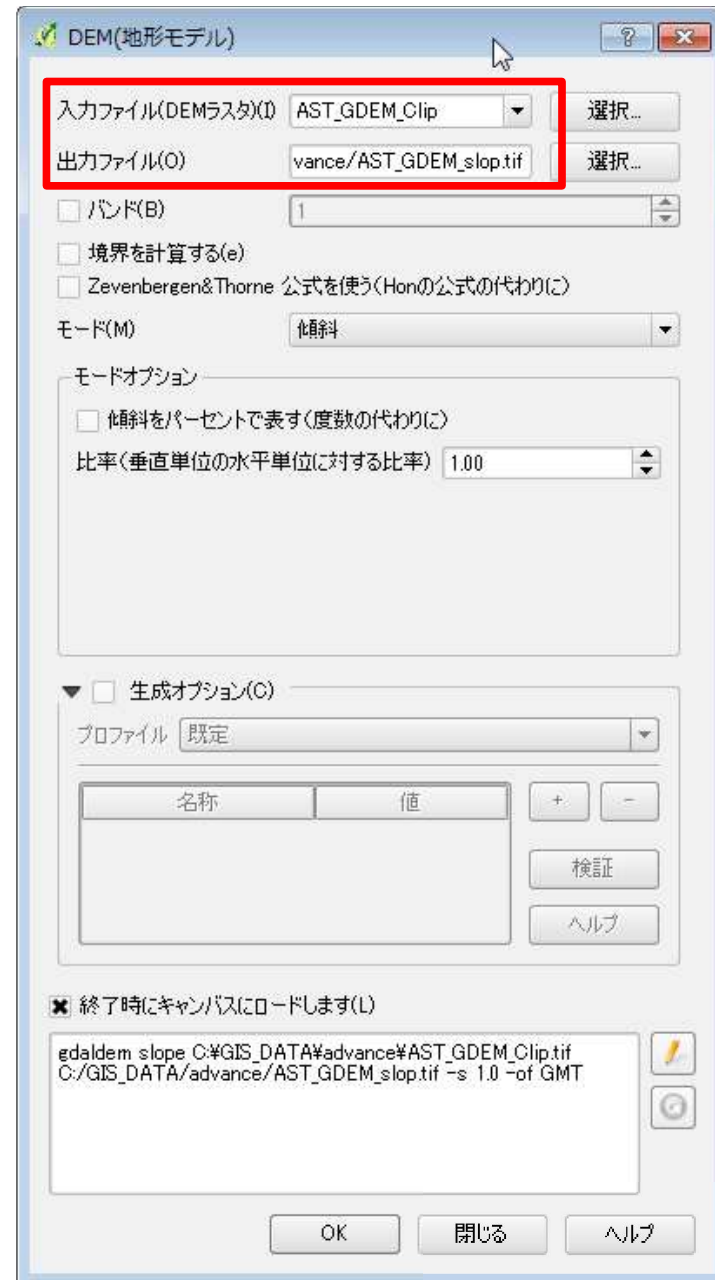 DEM(地形モデル)
入力ファイル(DEMラスタ)(I) AST_GDEM_Clip 選択...
出力ファイル(O) vance/AST_GDEM_slop.tif 選択...
バンド(B) 1
境界を計算する(e)
Zevenbergen&Thorne 公式を使う(Honの公式の代わりに)
モード(M) 傾斜
モードオプション
傾斜をパーセントで表す(度数の代わりに)
比率(垂直単位の水平単位に対する比率) 1.00
生成オプション(C)
プロファイル 既定
名称 値 + -
検証
ヘルプ
終了時にキャンバスにロードします(L)
gdaldem slope C:¥GIS_DATA¥advance¥AST_GDEM_Clip.tif
C:/GIS_DATA/advance/AST_GDEM_slop.tif -s 1.0 -of GMT
OK 閉じる ヘルプ